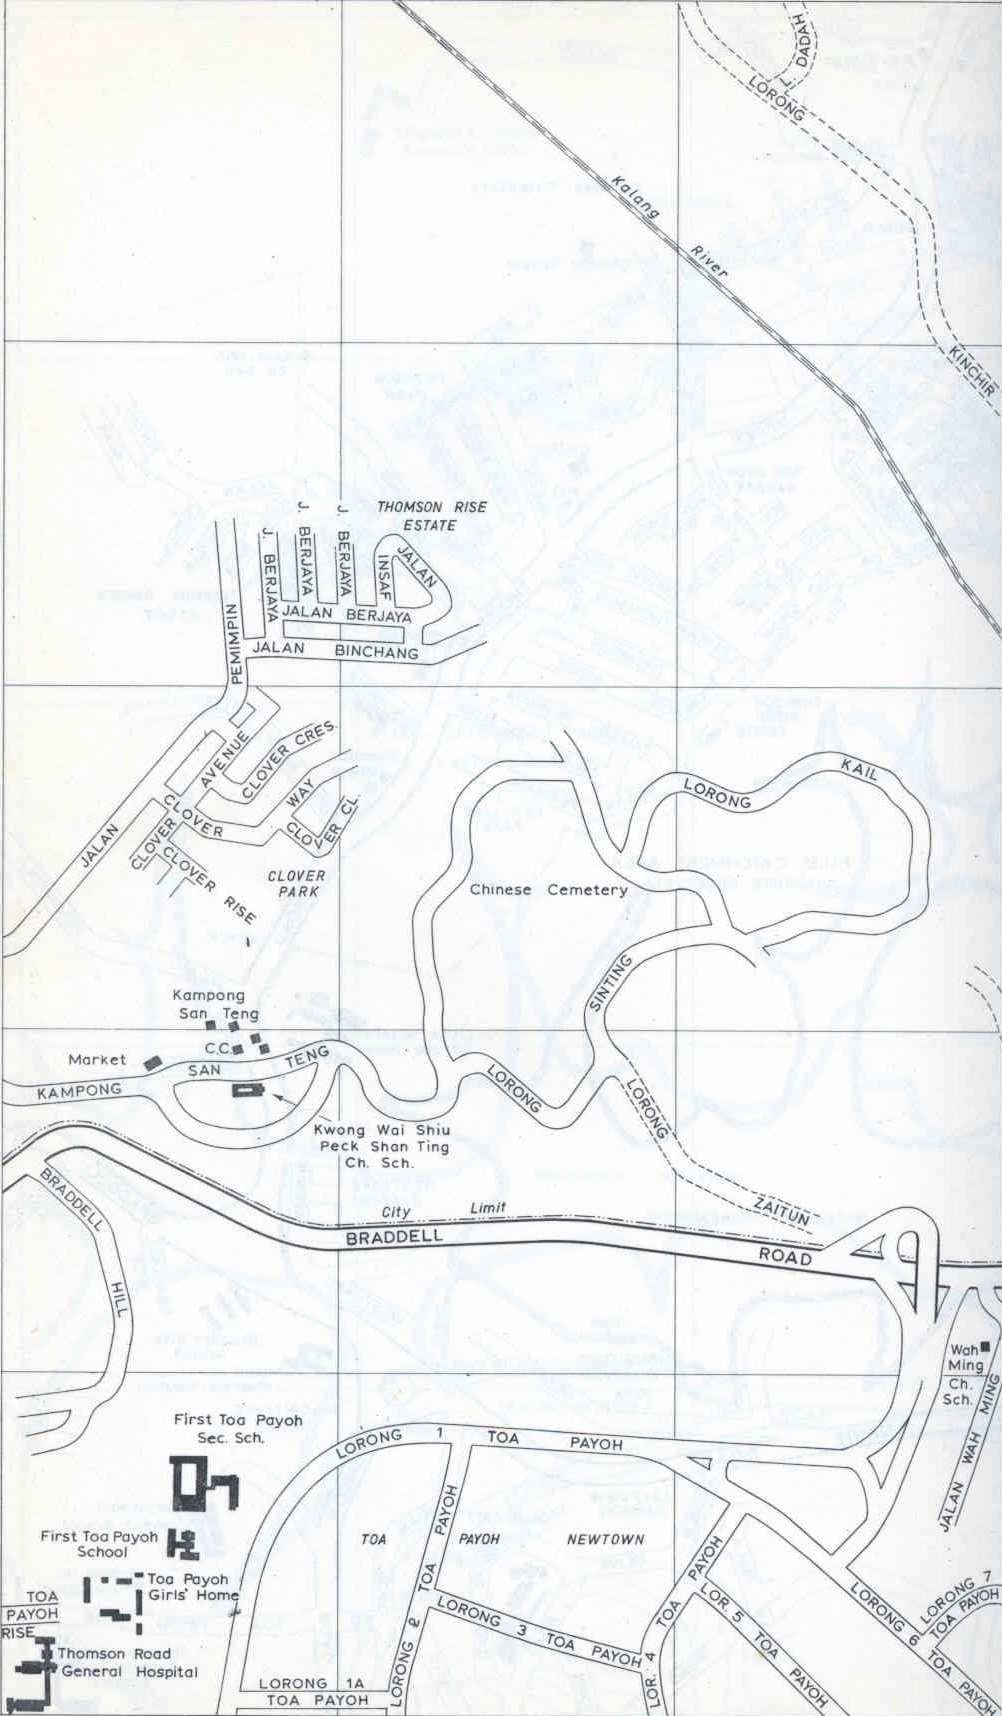 L. DADAH
LORONG
KINCHIR
Kalang
River
THOMSON RISE
ESTATE
J. BERJAYA
J. BERJAYA
J. BERJAYA
INSAF
JALAN
JALAN BERJAYA
JALAN BINCHANG
PEMIMPIN
JALAN
AVENUE
CLOVER
CLOVER CRES.
CLOVER
WAY
CLOVER CL.
CLOVER RISE
CLOVER
PARK
LORONG
KAIL
Chinese Cemetery
SINTING
LORONG
Kampong
San Teng
C.C.
Market
KAMPONG
SAN
TENG
Kwong Wai Shiu
Peck Shan Ting
Ch. Sch.
LORONG
ZAITUN
City Limit
BRADDELL
ROAD
BRADDELL
HILL
Wah
Ming
Ch.
Sch.
JALAN WAH MING
First Toa Payoh
Sec. Sch.
LORONG 1 TOA PAYOH
TOA PAYOH NEWTOWN
First Toa Payoh
School
Toa Payoh
Girls' Home
TOA
PAYOH
RISE
Thomson Road
General Hospital
LORONG 1A
TOA PAYOH
LORONG 2 TOA PAYOH
LORONG 3 TOA PAYOH
LOR. 4 TOA PAYOH
LOR. 5 TOA PAYOH
LORONG 6 TOA PAYOH
LORONG 7
TOA PAYOH